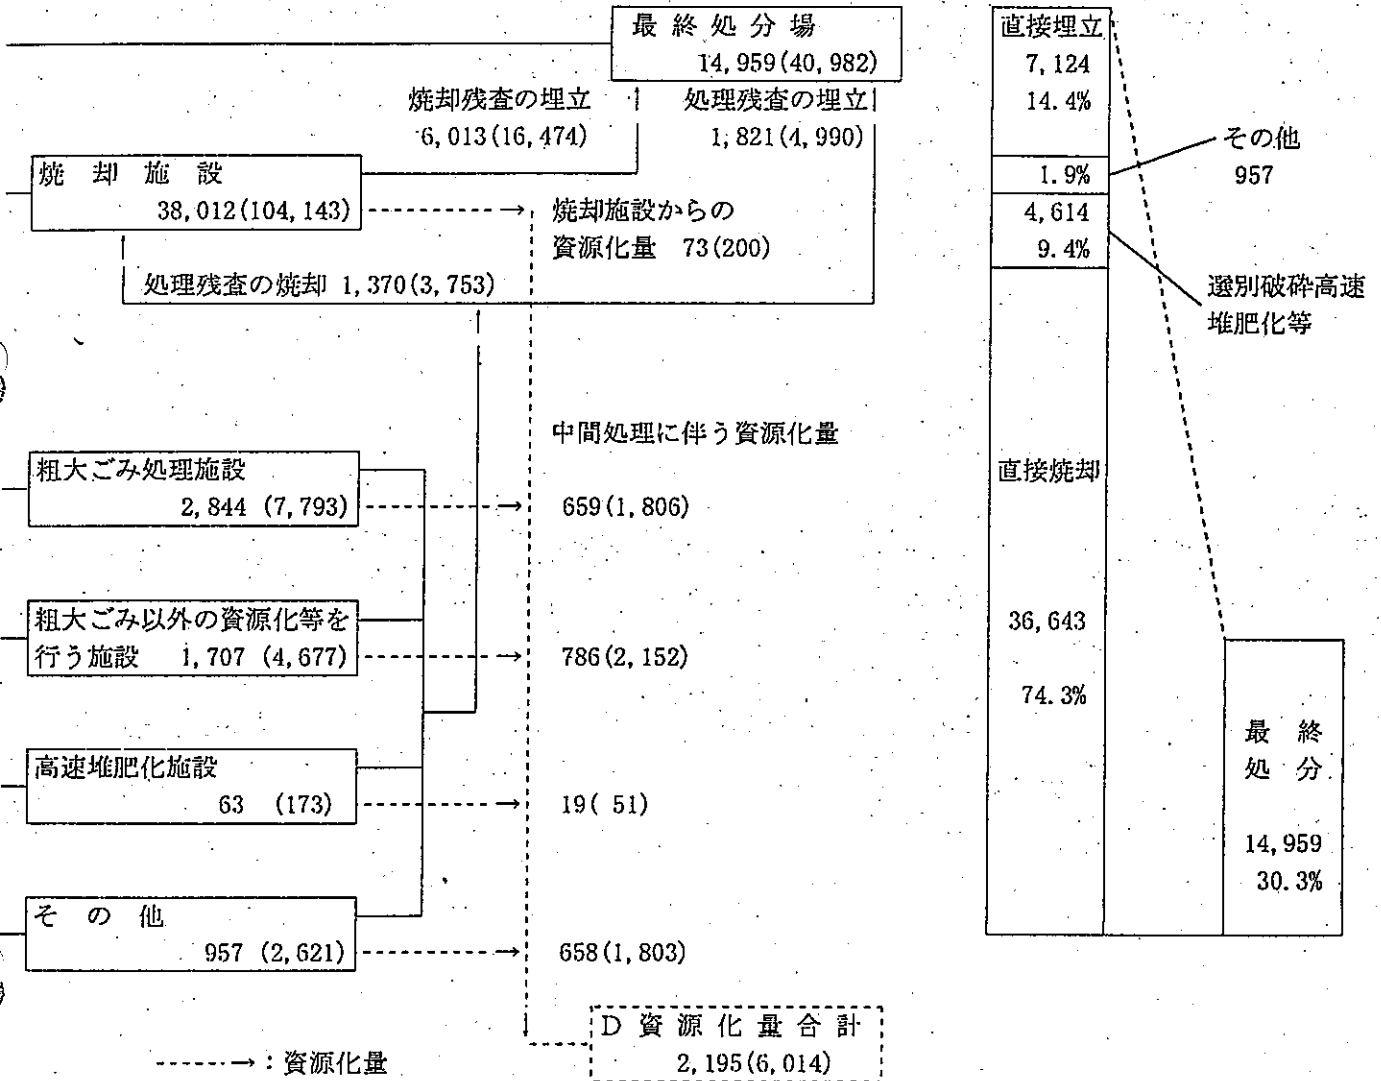 最終処分場
14,959(40,982)
焼却残査の埋立
6,013(16,474)
処理残査の埋立
1,821(4,990)
焼却施設
38,012(104,143)
焼却施設からの
資源化量 73(200)
処理残査の焼却 1,370(3,753)
中間処理に伴う資源化量
粗大ごみ処理施設
2,844 (7,793)
659(1,806)
粗大ごみ以外の資源化等を
行う施設 1,707 (4,677)
786(2,152)
高速堆肥化施設
63 (173)
19( 51)
その他
957 (2,621)
658(1,803)
D資源化量合計
2,195(6,014)
:資源化量
直接埋立
7,124
14.4%
その他
957
1.9%
4,614
9.4%
選別破砕高速
堆肥化等
直接焼却
36,643
74.3%
最終
処分
14,959
30.3%